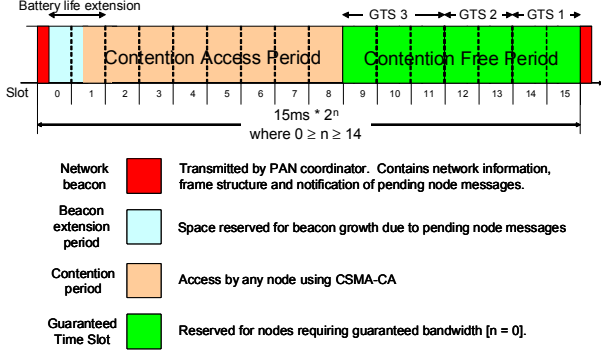 Battery life extension
GTS 3 GTS 2 GTS 1
Contention Access Period Contention Free Period
Slot 0 1 2 3 4 5 6 7 8 9 10 11 12 13 14 15
15ms * 2ⁿ
where 0 ≥ n ≥ 14
Network beacon
Transmitted by PAN coordinator. Contains network information,
frame structure and notification of pending node messages.
Beacon extension period
Space reserved for beacon growth due to pending node messages
Contention period
Access by any node using CSMA-CA
Guaranteed Time Slot
Reserved for nodes requiring guaranteed bandwidth [n = 0].